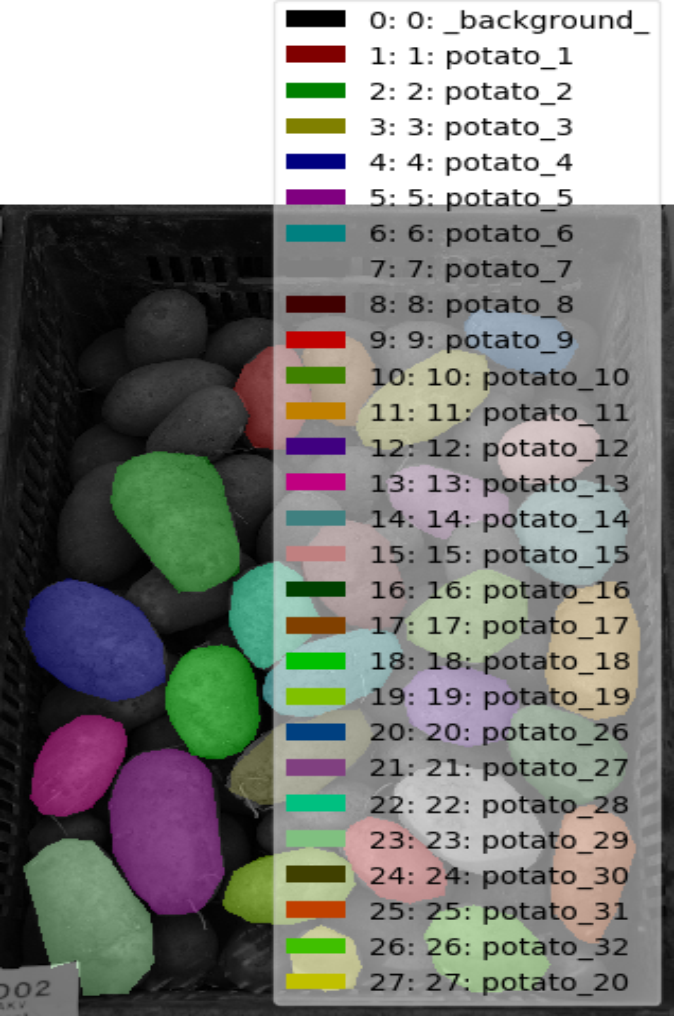 0: 0: _background_
1: 1: potato_1
2: 2: potato_2
3: 3: potato_3
4: 4: potato_4
5: 5: potato_5
6: 6: potato_6
7: 7: potato_7
8: 8: potato_8
9: 9: potato_9
10: 10: potato_10
11: 11: potato_11
12: 12: potato_12
13: 13: potato_13
14: 14: potato_14
15: 15: potato_15
16: 16: potato_16
17: 17: potato_17
18: 18: potato_18
19: 19: potato_19
20: 20: potato_26
21: 21: potato_27
22: 22: potato_28
23: 23: potato_29
24: 24: potato_30
25: 25: potato_31
26: 26: potato_32
27: 27: potato_20
002